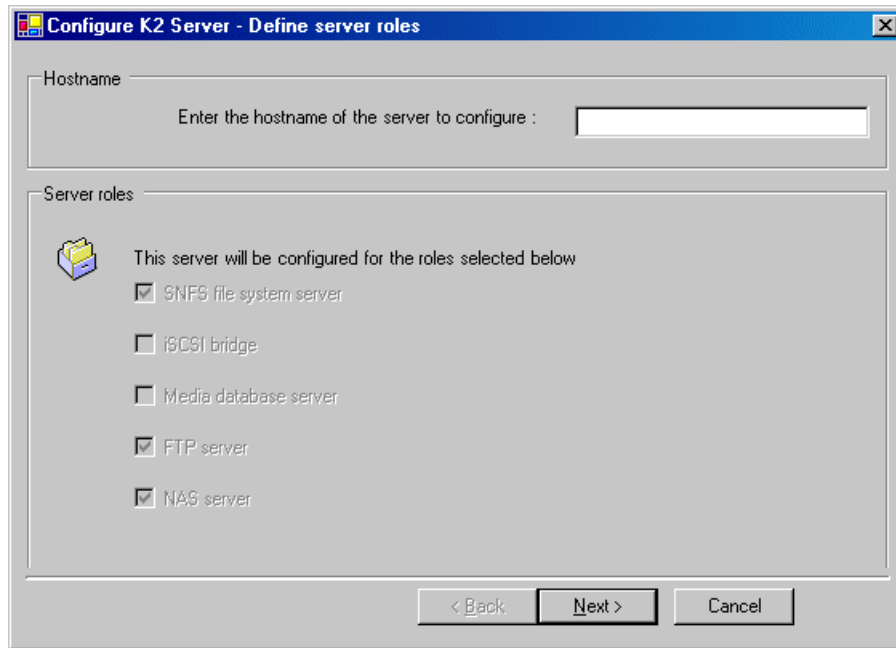 Configure K2 Server - Define server roles
Hostname
Enter the hostname of the server to configure :
Server roles
This server will be configured for the roles selected below
SNFS file system server
iSCSI bridge
Media database server
FTP server
NAS server
< Back
Next >
Cancel